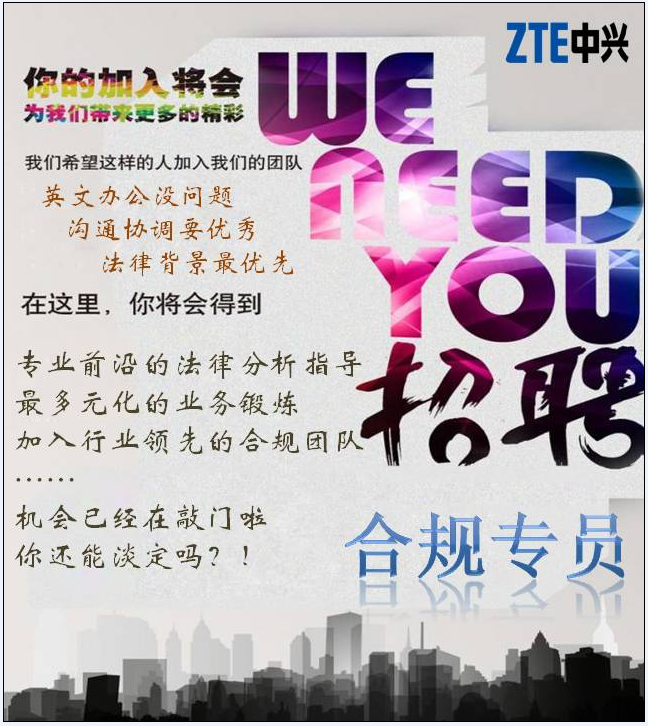 ZTE中兴
你的加入将会
为我们带来更多的精彩
WE
NEED
YOU
招聘
我们希望这样的人加入我们的团队
英文办公没问题
沟通协调要优秀
法律背景最优先
在这里，你将会得到
专业前沿的法律分析指导
最多元化的业务锻炼
加入行业领先的合规团队
……
机会已经在敲门啦
你还能淡定吗？！
合规专员